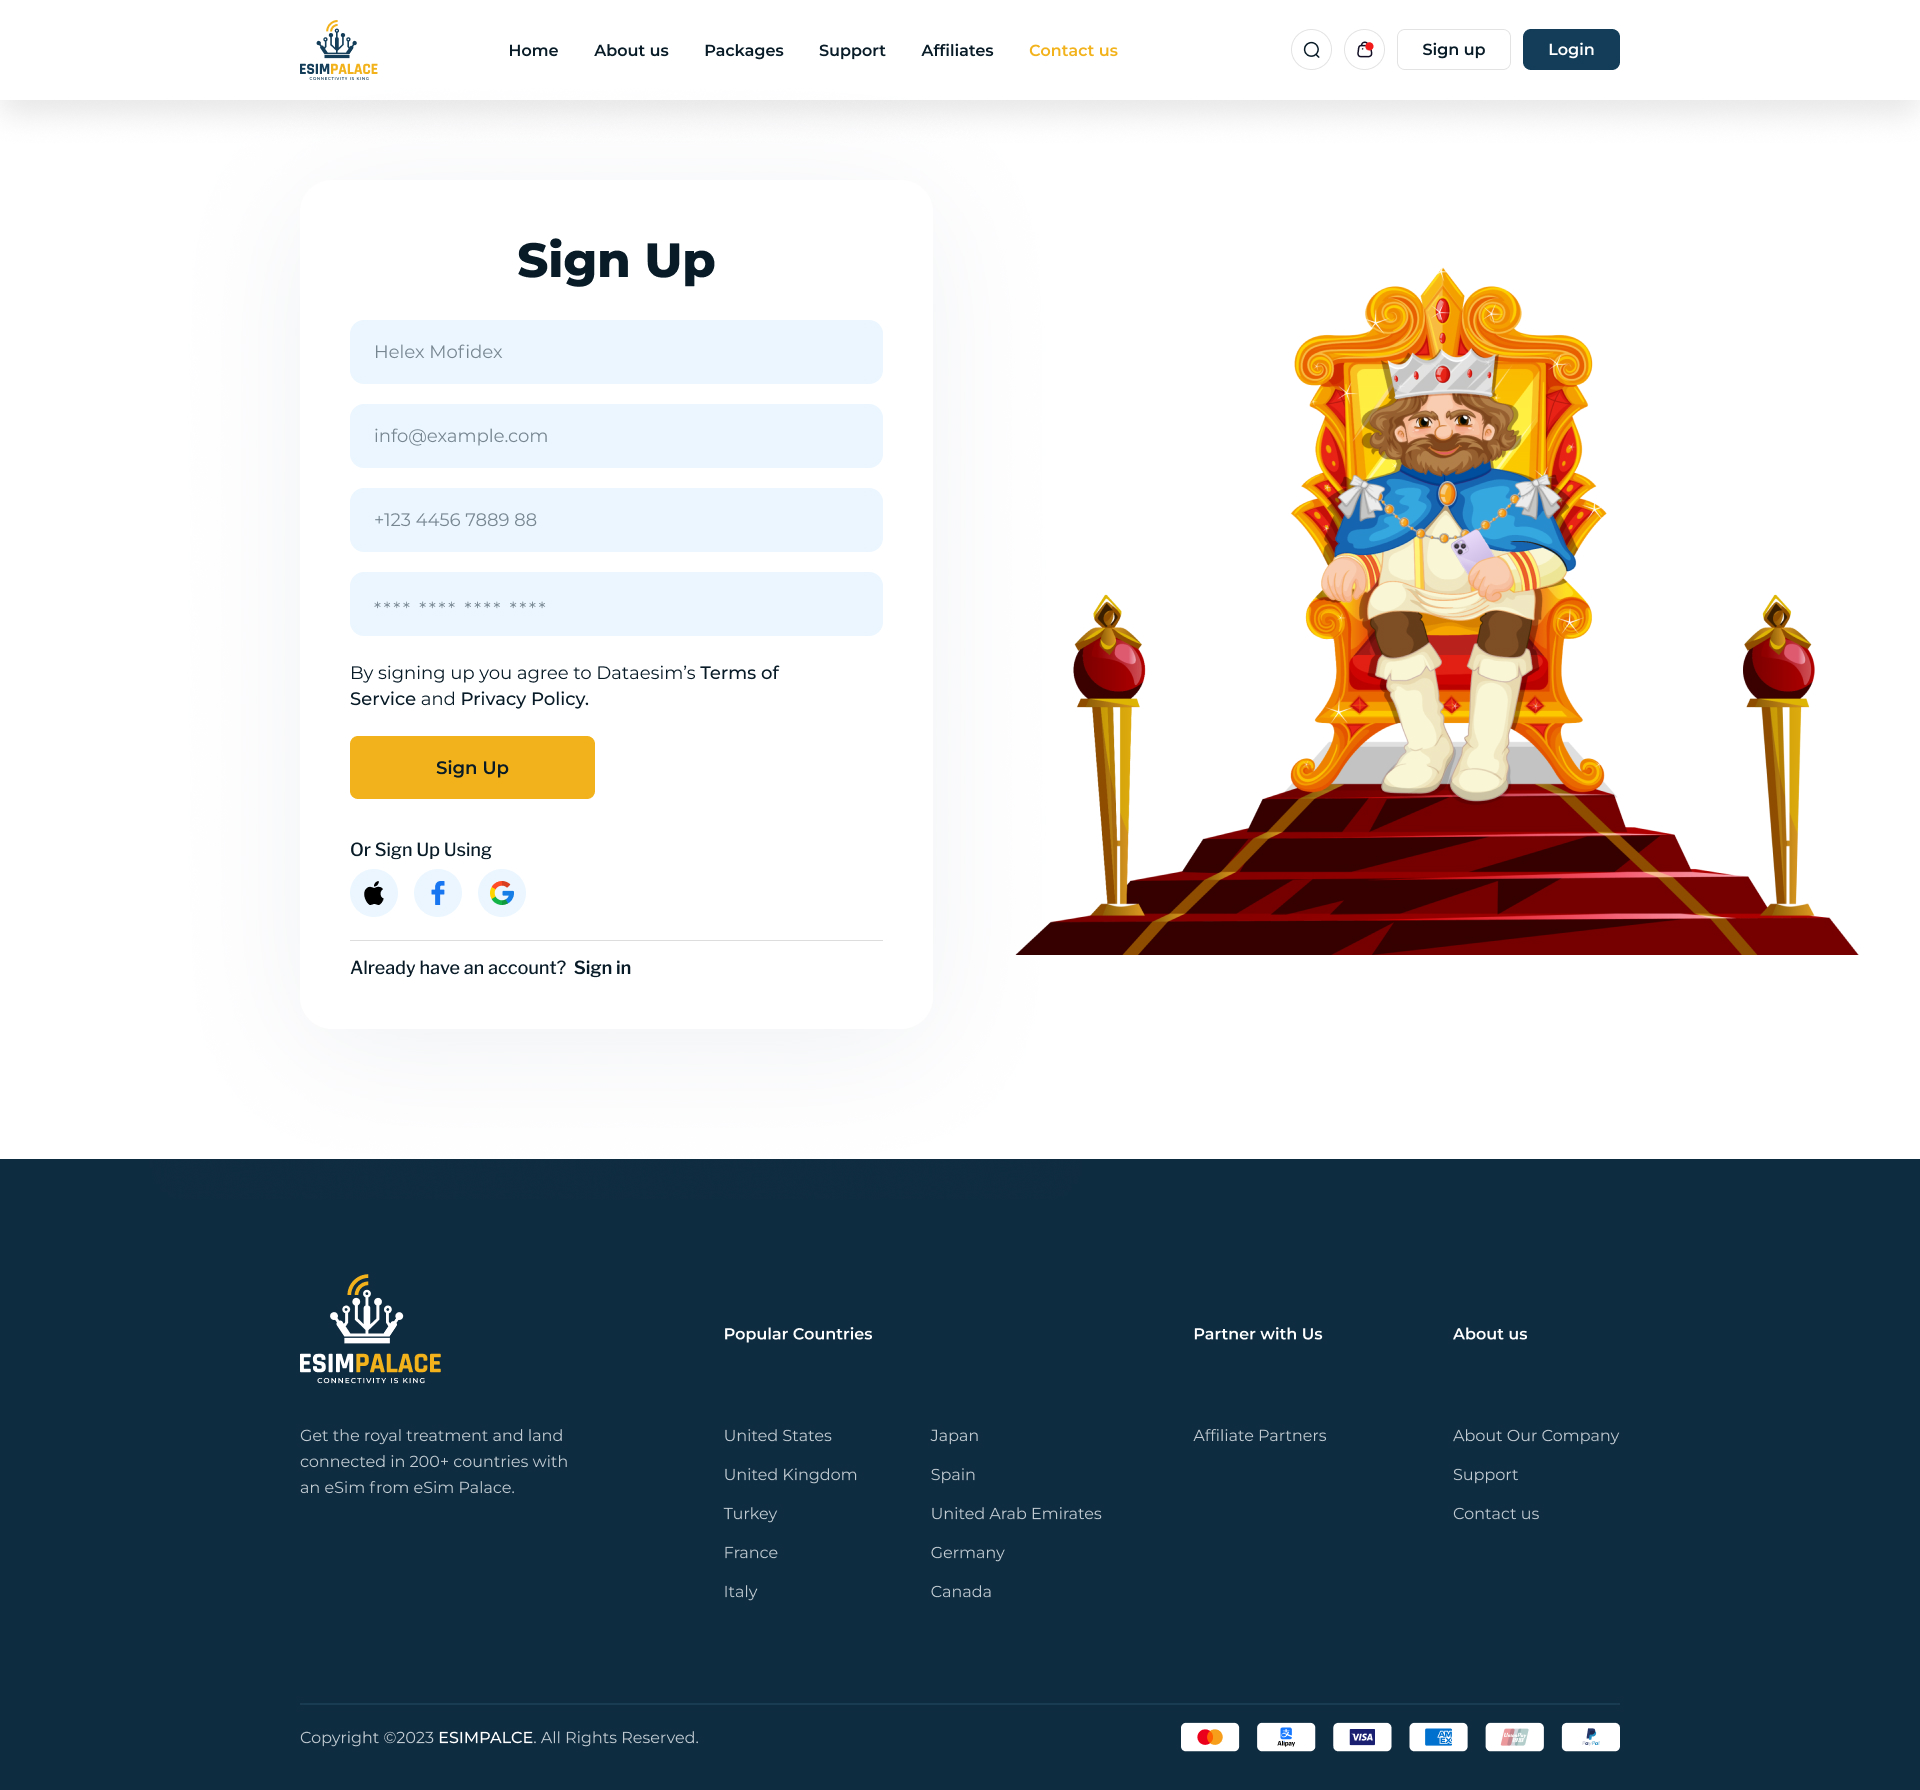 ESIMPALACE
CONNECTIVITY IS KING
Home
About us
Packages
Support
Affiliates
Contact us
Sign up
Login
Sign Up
Helex Mofidex
info@example.com
+123 4456 7889 88
**** **** **** ****
By signing up you agree to Dataesim’s Terms of
Service and Privacy Policy.
Sign Up
Or Sign Up Using
Already have an account? Sign in
ESIMPALACE
CONNECTIVITY IS KING
Get the royal treatment and land
connected in 200+ countries with
an eSim from eSim Palace.
Popular Countries
United States
United Kingdom
Turkey
France
Italy
Japan
Spain
United Arab Emirates
Germany
Canada
Partner with Us
Affiliate Partners
About us
About Our Company
Support
Contact us
Copyright ©2023 ESIMPALCE. All Rights Reserved.
Alipay
VISA
AM
EX
PayPal